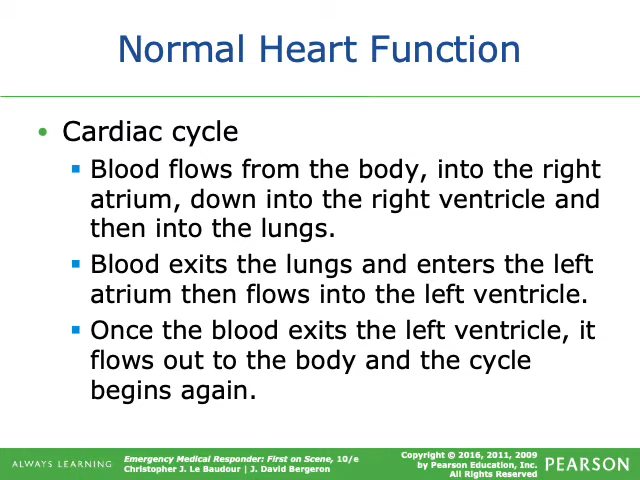 Normal Heart Function
• Cardiac cycle
▪ Blood flows from the body, into the right
atrium, down into the right ventricle and
then into the lungs.
▪ Blood exits the lungs and enters the left
atrium then flows into the left ventricle.
▪ Once the blood exits the left ventricle, it
flows out to the body and the cycle
begins again.
ALWAYS LEARNING
Emergency Medical Responder: First on Scene, 10/e
Christopher J. Le Baudour | J. David Bergeron
Copyright © 2016, 2011, 2009
by Pearson Education, Inc.
All Rights Reserved
PEARSON